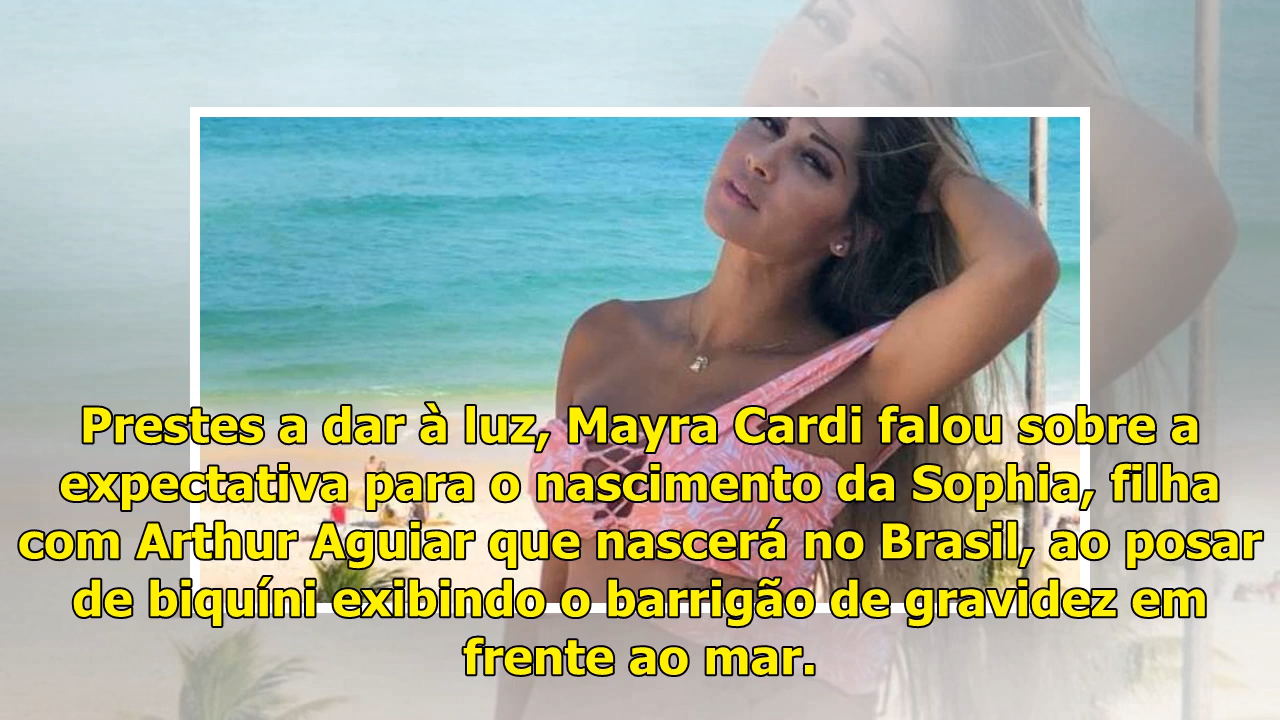 Prestes a dar à luz, Mayra Cardi falou sobre a
expectativa para o nascimento da Sophia, filha
com Arthur Aguiar que nascerá no Brasil, ao posar
de biquíni exibindo o barrigão de gravidez em
frente ao mar.